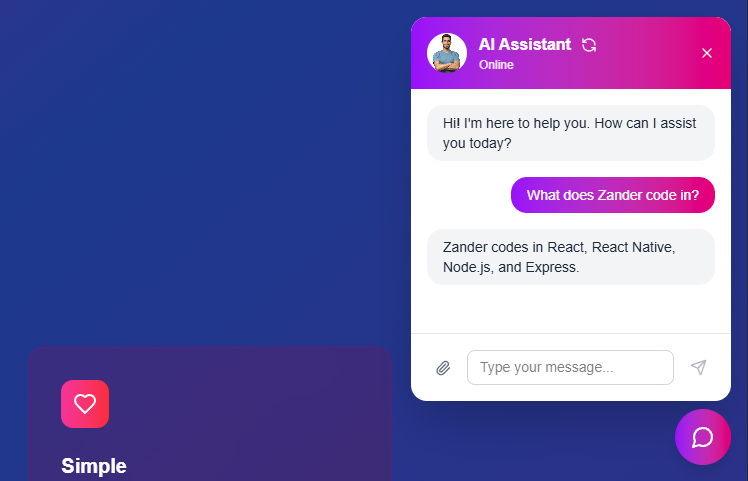 AI Assistant
Online
Hi! I'm here to help you. How can I assist
you today?
What does Zander code in?
Zander codes in React, React Native,
Node.js, and Express.
Type your message...
Simple